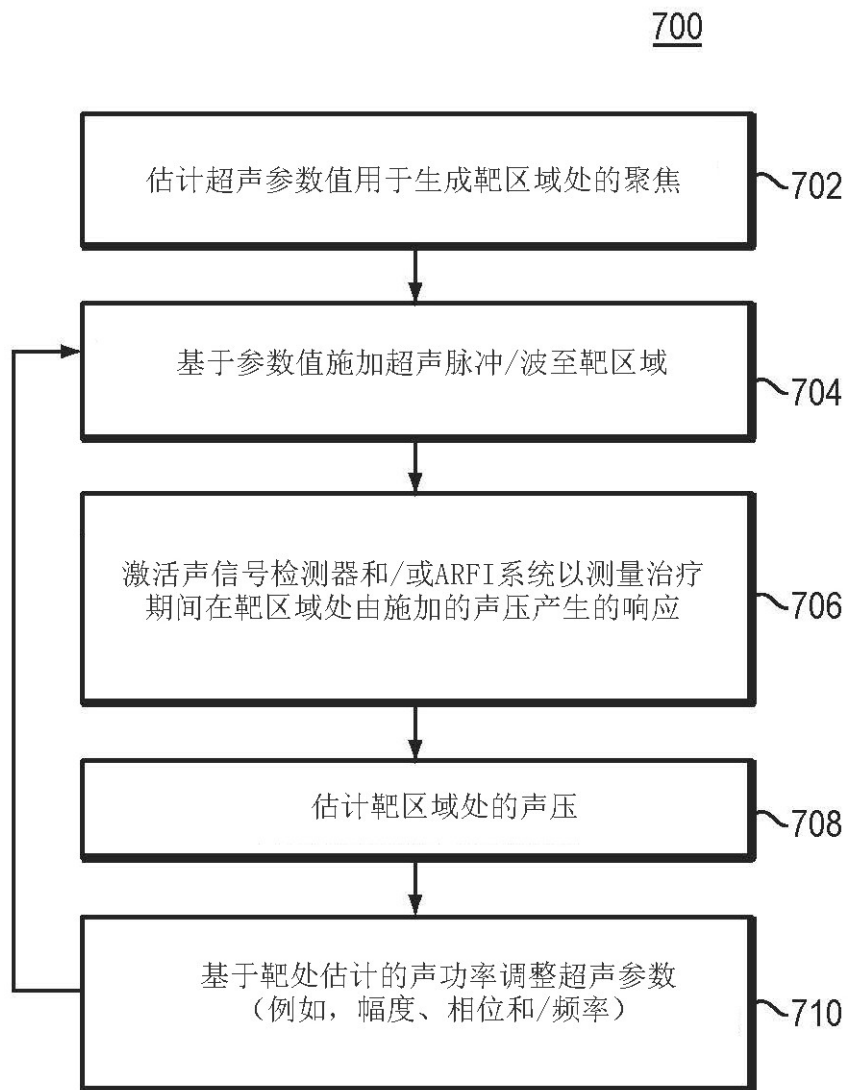 700
估计超声参数值用于生成靶区域处的聚焦
702
基于参数值施加超声脉冲/波至靶区域
704
激活声信号检测器和/或ARFI系统以测量治疗
期间在靶区域处由施加的声压产生的响应
706
估计靶区域处的声压
708
基于靶处估计的声功率调整超声参数
（例如，幅度、相位和/频率）
710